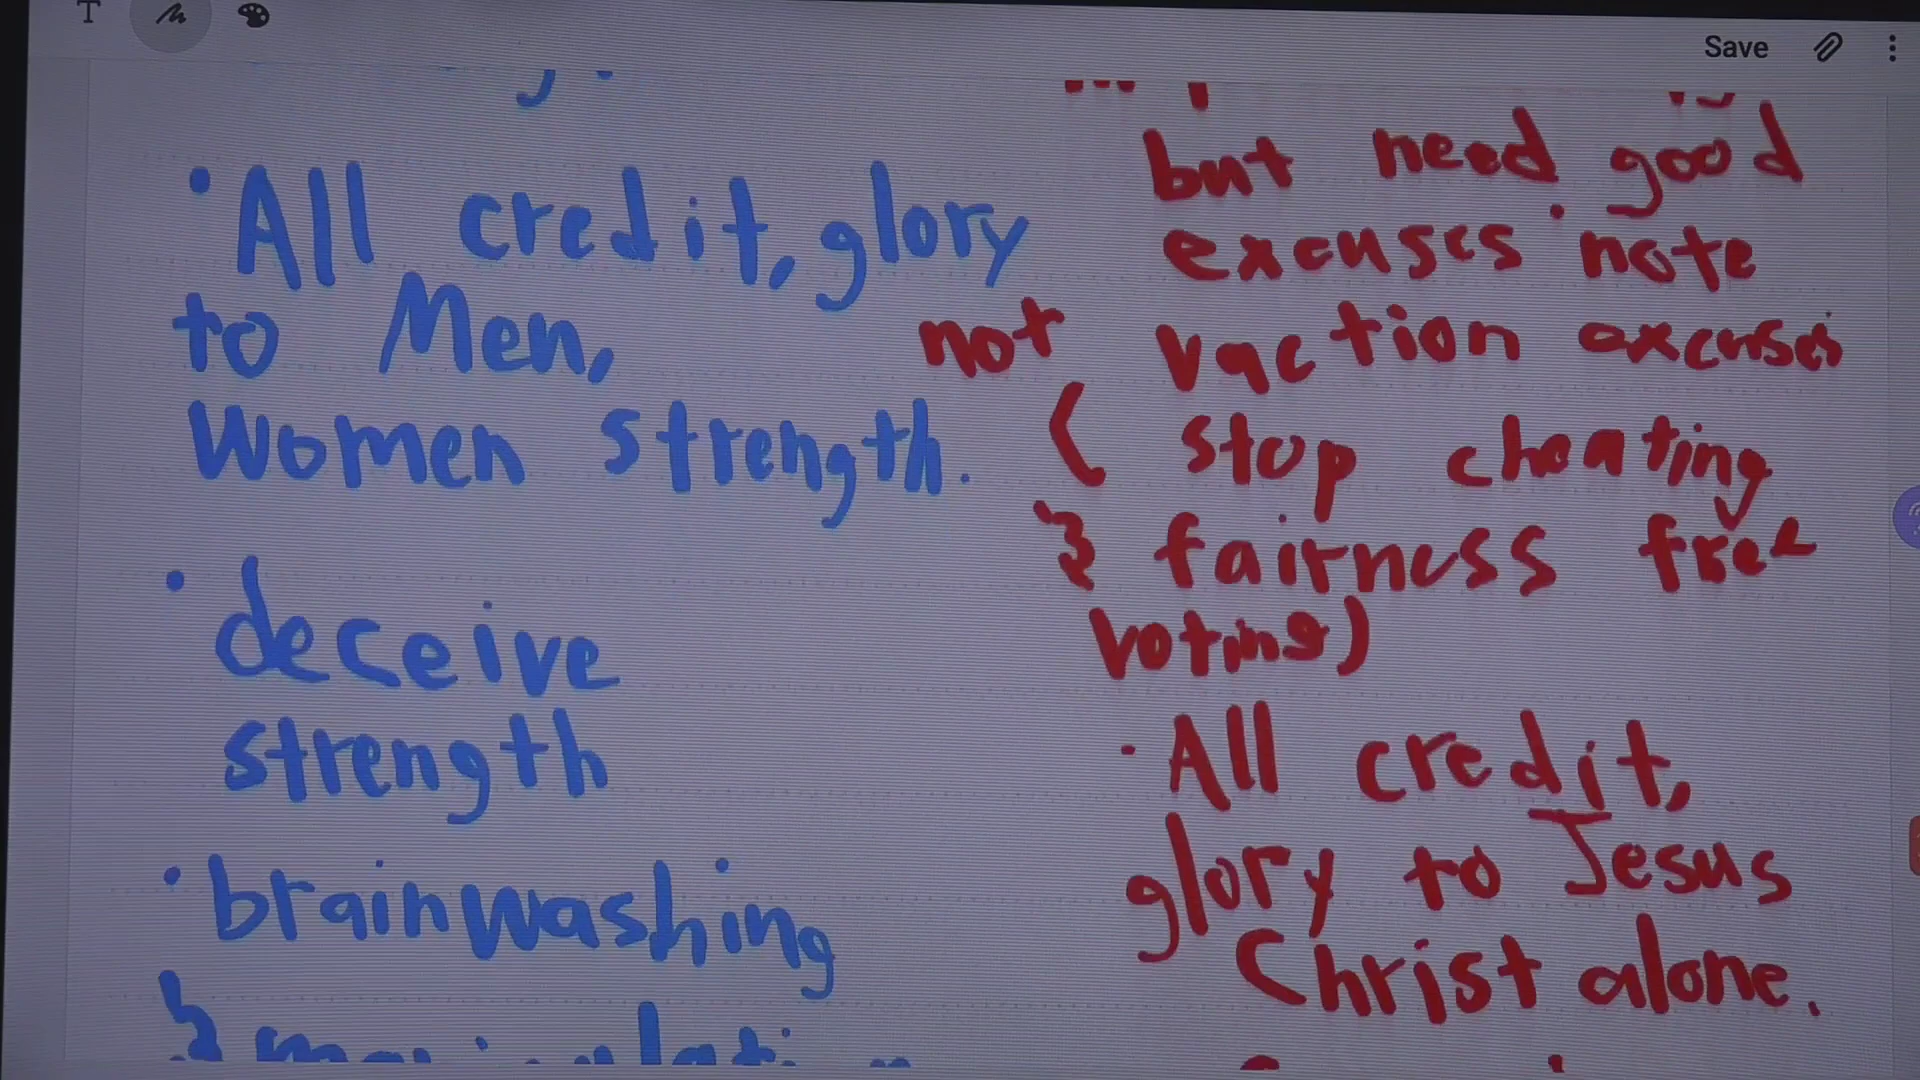 T
Save
• All credit, glory
to Men,
women strength.
• deceive
strength
• brainwashing
but need good
excuses note
not vaction excuses
( stop cheating
& fairness free
voting)
• All credit,
glory to Jesus
Christ alone.